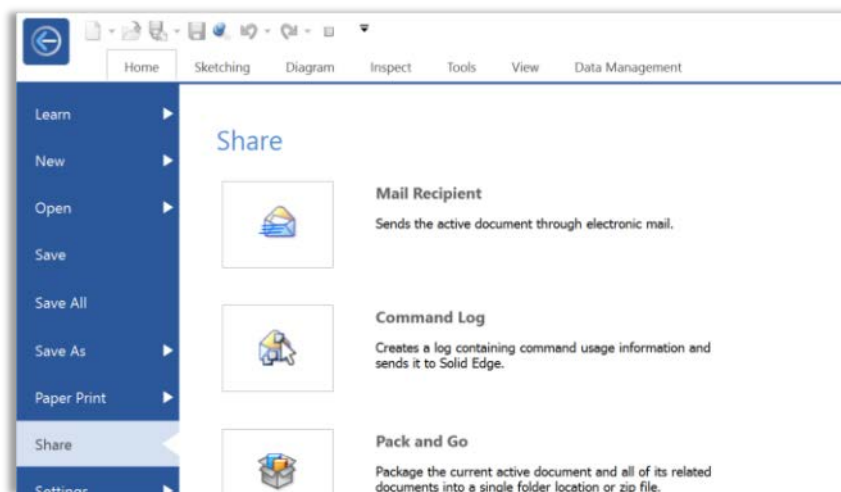 Home Sketching Diagram Inspect Tools View Data Management
Learn
New
Open
Save
Save All
Save As
Paper Print
Share
Settings
Share
Mail Recipient
Sends the active document through electronic mail.
Command Log
Creates a log containing command usage information and
sends it to Solid Edge.
Pack and Go
Package the current active document and all of its related
documents into a single folder location or zip file.